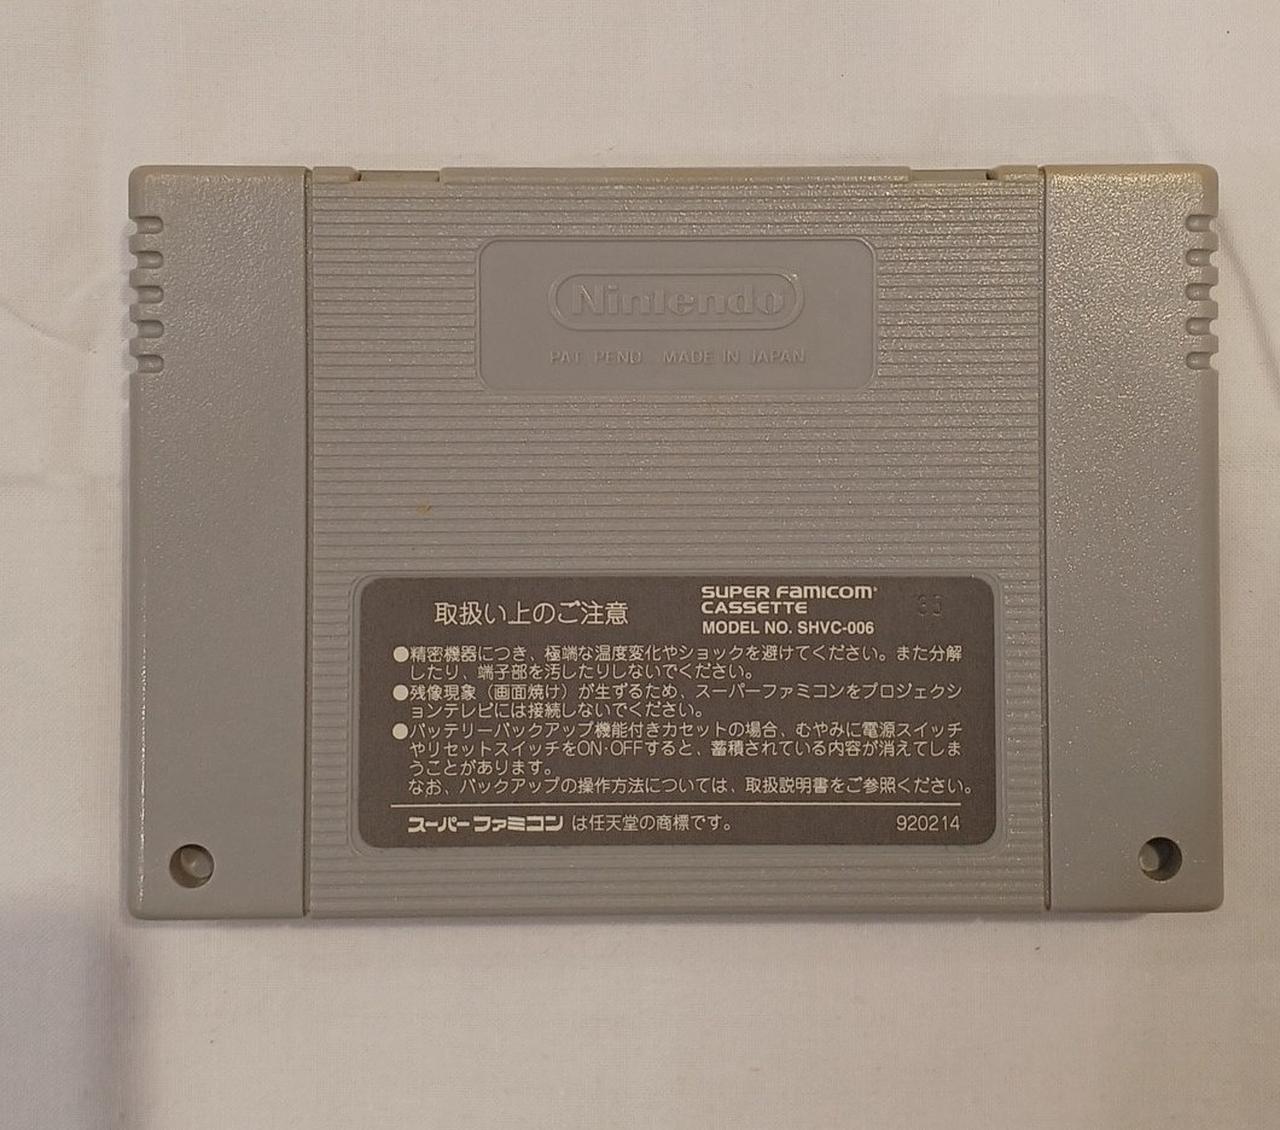 Nintendo
PAT. PEND. MADE IN JAPAN
取扱い上のご注意
SUPER FAMICOM
CASSETTE
MODEL NO. SHVC-006
●精密機器につき、極端な温度変化やショックを避けてください。また分解
したり、端子部を汚したりしないでください。
●残像現象（画面焼け）が生ずるため、スーパーファミコンをプロジェクシ
ョンテレビには接続しないでください。
●バッテリーバックアップ機能付きカセットの場合、むやみに電源スイッチ
やリセットスイッチをON·OFFすると、蓄積されている内容が消えてしま
うことがあります。
なお、バックアップの操作方法については、取扱説明書をご参照ください。
スーパーファミコンは任天堂の商標です。
920214